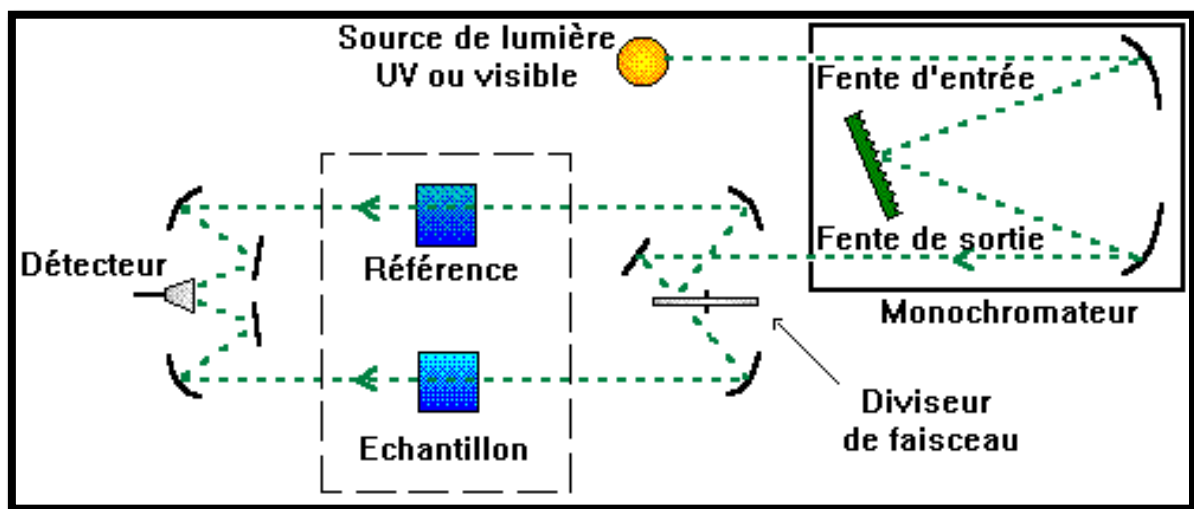 Source de lumière
UV ou visible
Fente d'entrée
Fente de sortie
Monochromateur
Détecteur
Référence
Echantillon
Diviseur
de faisceau